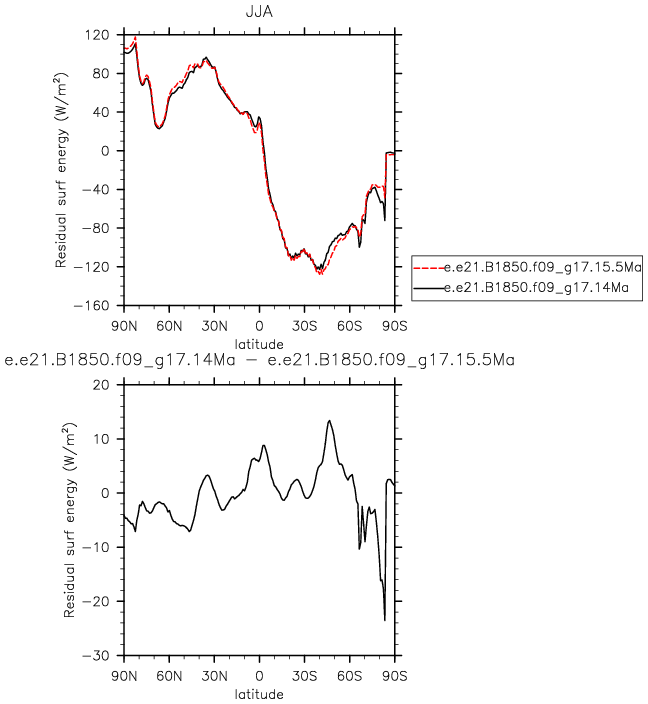 JJA
Residual surf energy (W/m²)
120
80
40
0
−40
−80
−120
−160
90N 60N 30N 0 30S 60S 90S
latitude
e.e21.B1850.f09_g17.15.5Ma
e.e21.B1850.f09_g17.14Ma
e.e21.B1850.f09_g17.14Ma − e.e21.B1850.f09_g17.15.5Ma
Residual surf energy (W/m²)
20
10
0
−10
−20
−30
90N 60N 30N 0 30S 60S 90S
latitude